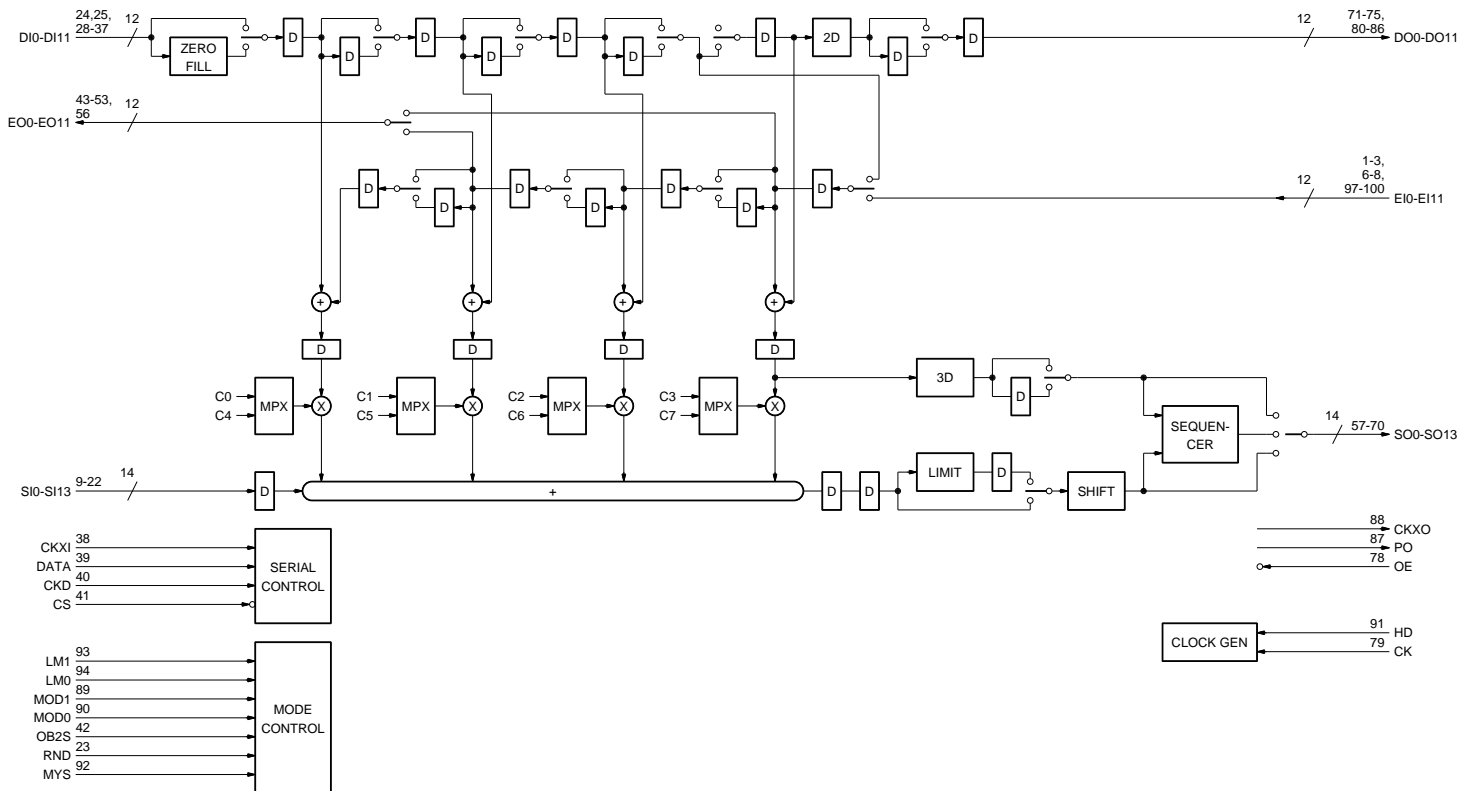 24,25,
28-37
12
DI0-DI11
ZERO
FILL
D
D
D
D
D
D
D
D
2D
D
D
12
71-75,
80-86
DO0-DO11
43-53,
56
12
EO0-EO11
D
D
D
D
D
D
D
12
1-3,
6-8,
97-100
EI0-EI11
+
+
+
+
D
D
D
D
C0
C4
MPX
X
C1
C5
MPX
X
C2
C6
MPX
X
C3
C7
MPX
X
3D
D
SEQUEN-
CER
14
57-70
SO0-SO13
SI0-SI13
9-22
14
D
+
D
D
LIMIT
D
SHIFT
CKXI
38
DATA
39
CKD
40
CS
41
SERIAL
CONTROL
88
CKXO
87
PO
78
OE
CLOCK GEN
91
HD
79
CK
LM1
93
LM0
94
MOD1
89
MOD0
90
OB2S
42
RND
23
MYS
92
MODE
CONTROL